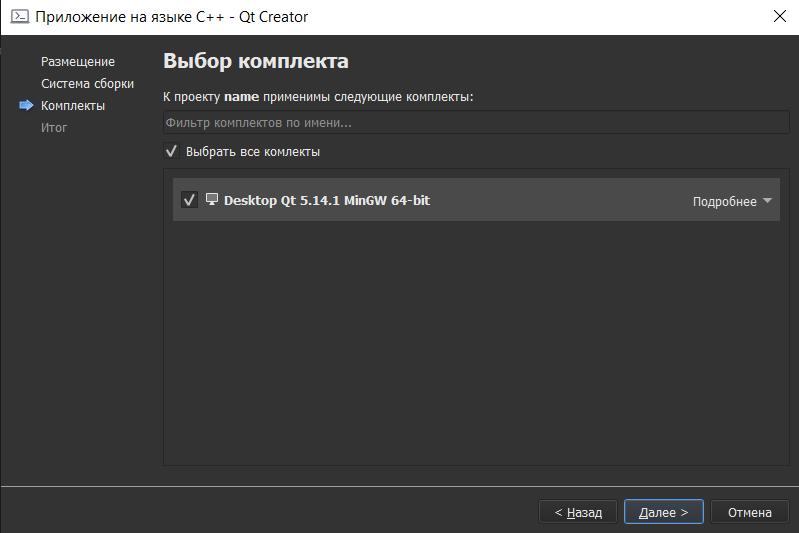 Приложение на языке C++ - Qt Creator
Размещение
Система сборки
Комплекты
Итог
Выбор комплекта
К проекту name применимы следующие комплекты:
Фильтр комплектов по имени...
Выбрать все комлекты
Desktop Qt 5.14.1 MinGW 64-bit
Подробнее
< Назад
Далее >
Отмена